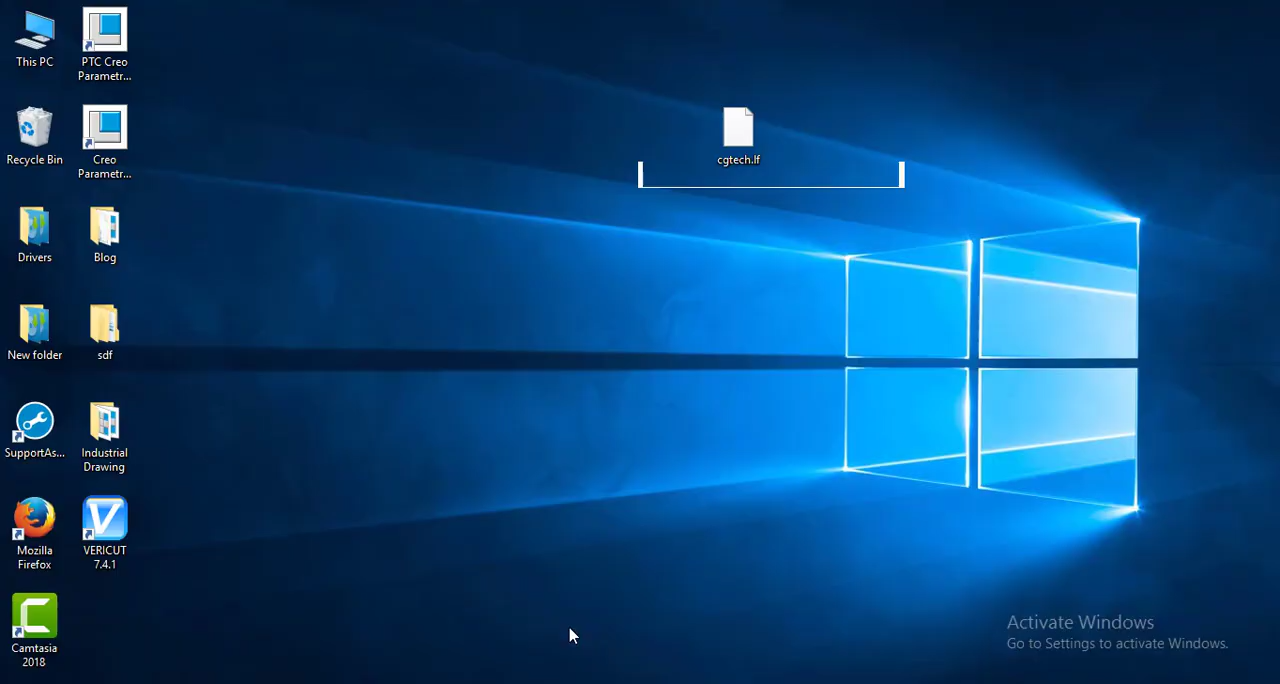 This PC
PTC Creo
Parametr...
Recycle Bin
Creo
Parametr...
cgtech.lf
Drivers
Blog
New folder
sdf
SupportAs...
Industrial
Drawing
Mozilla
Firefox
V
VERICUT
7.4.1
Camtasia
2018
Activate Windows
Go to Settings to activate Windows.